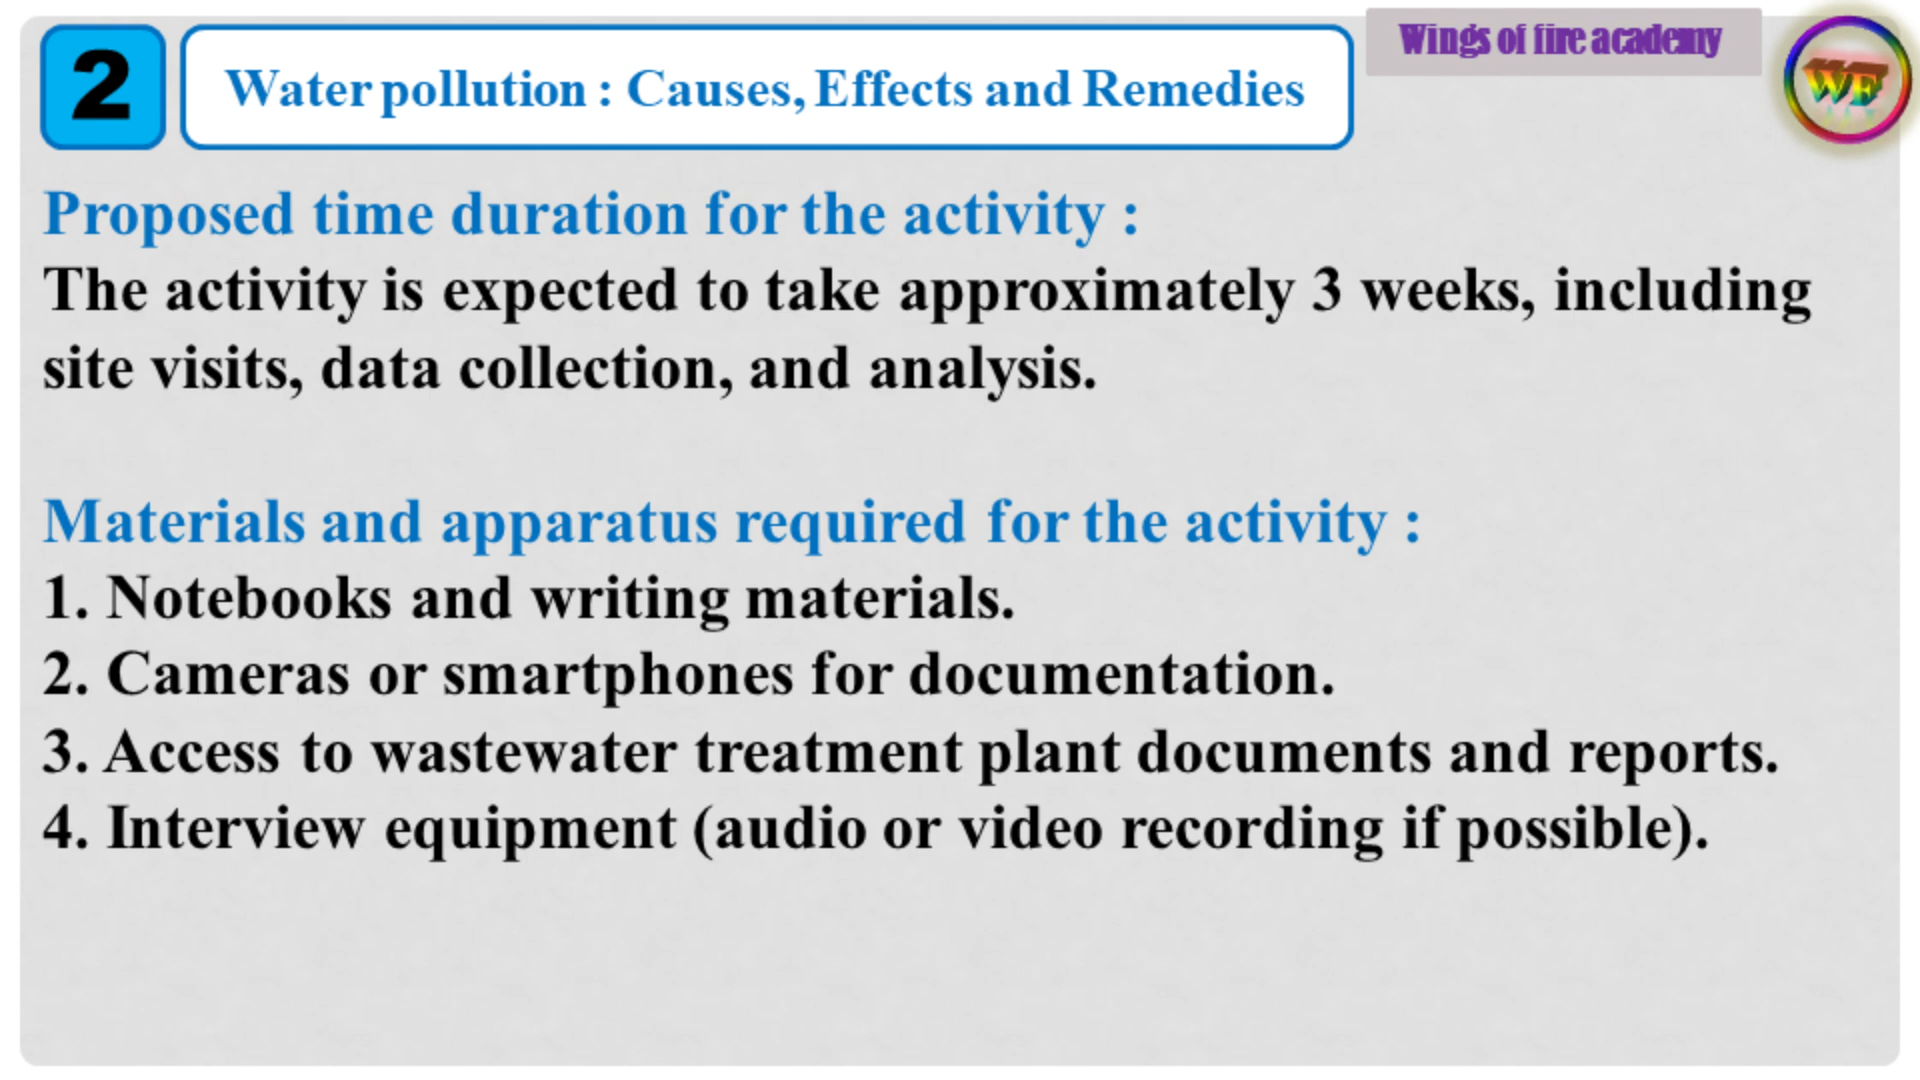 2
Water pollution : Causes, Effects and Remedies
Wings of fire academy
WF
Proposed time duration for the activity :
The activity is expected to take approximately 3 weeks, including
site visits, data collection, and analysis.
Materials and apparatus required for the activity :
1. Notebooks and writing materials.
2. Cameras or smartphones for documentation.
3. Access to wastewater treatment plant documents and reports.
4. Interview equipment (audio or video recording if possible).